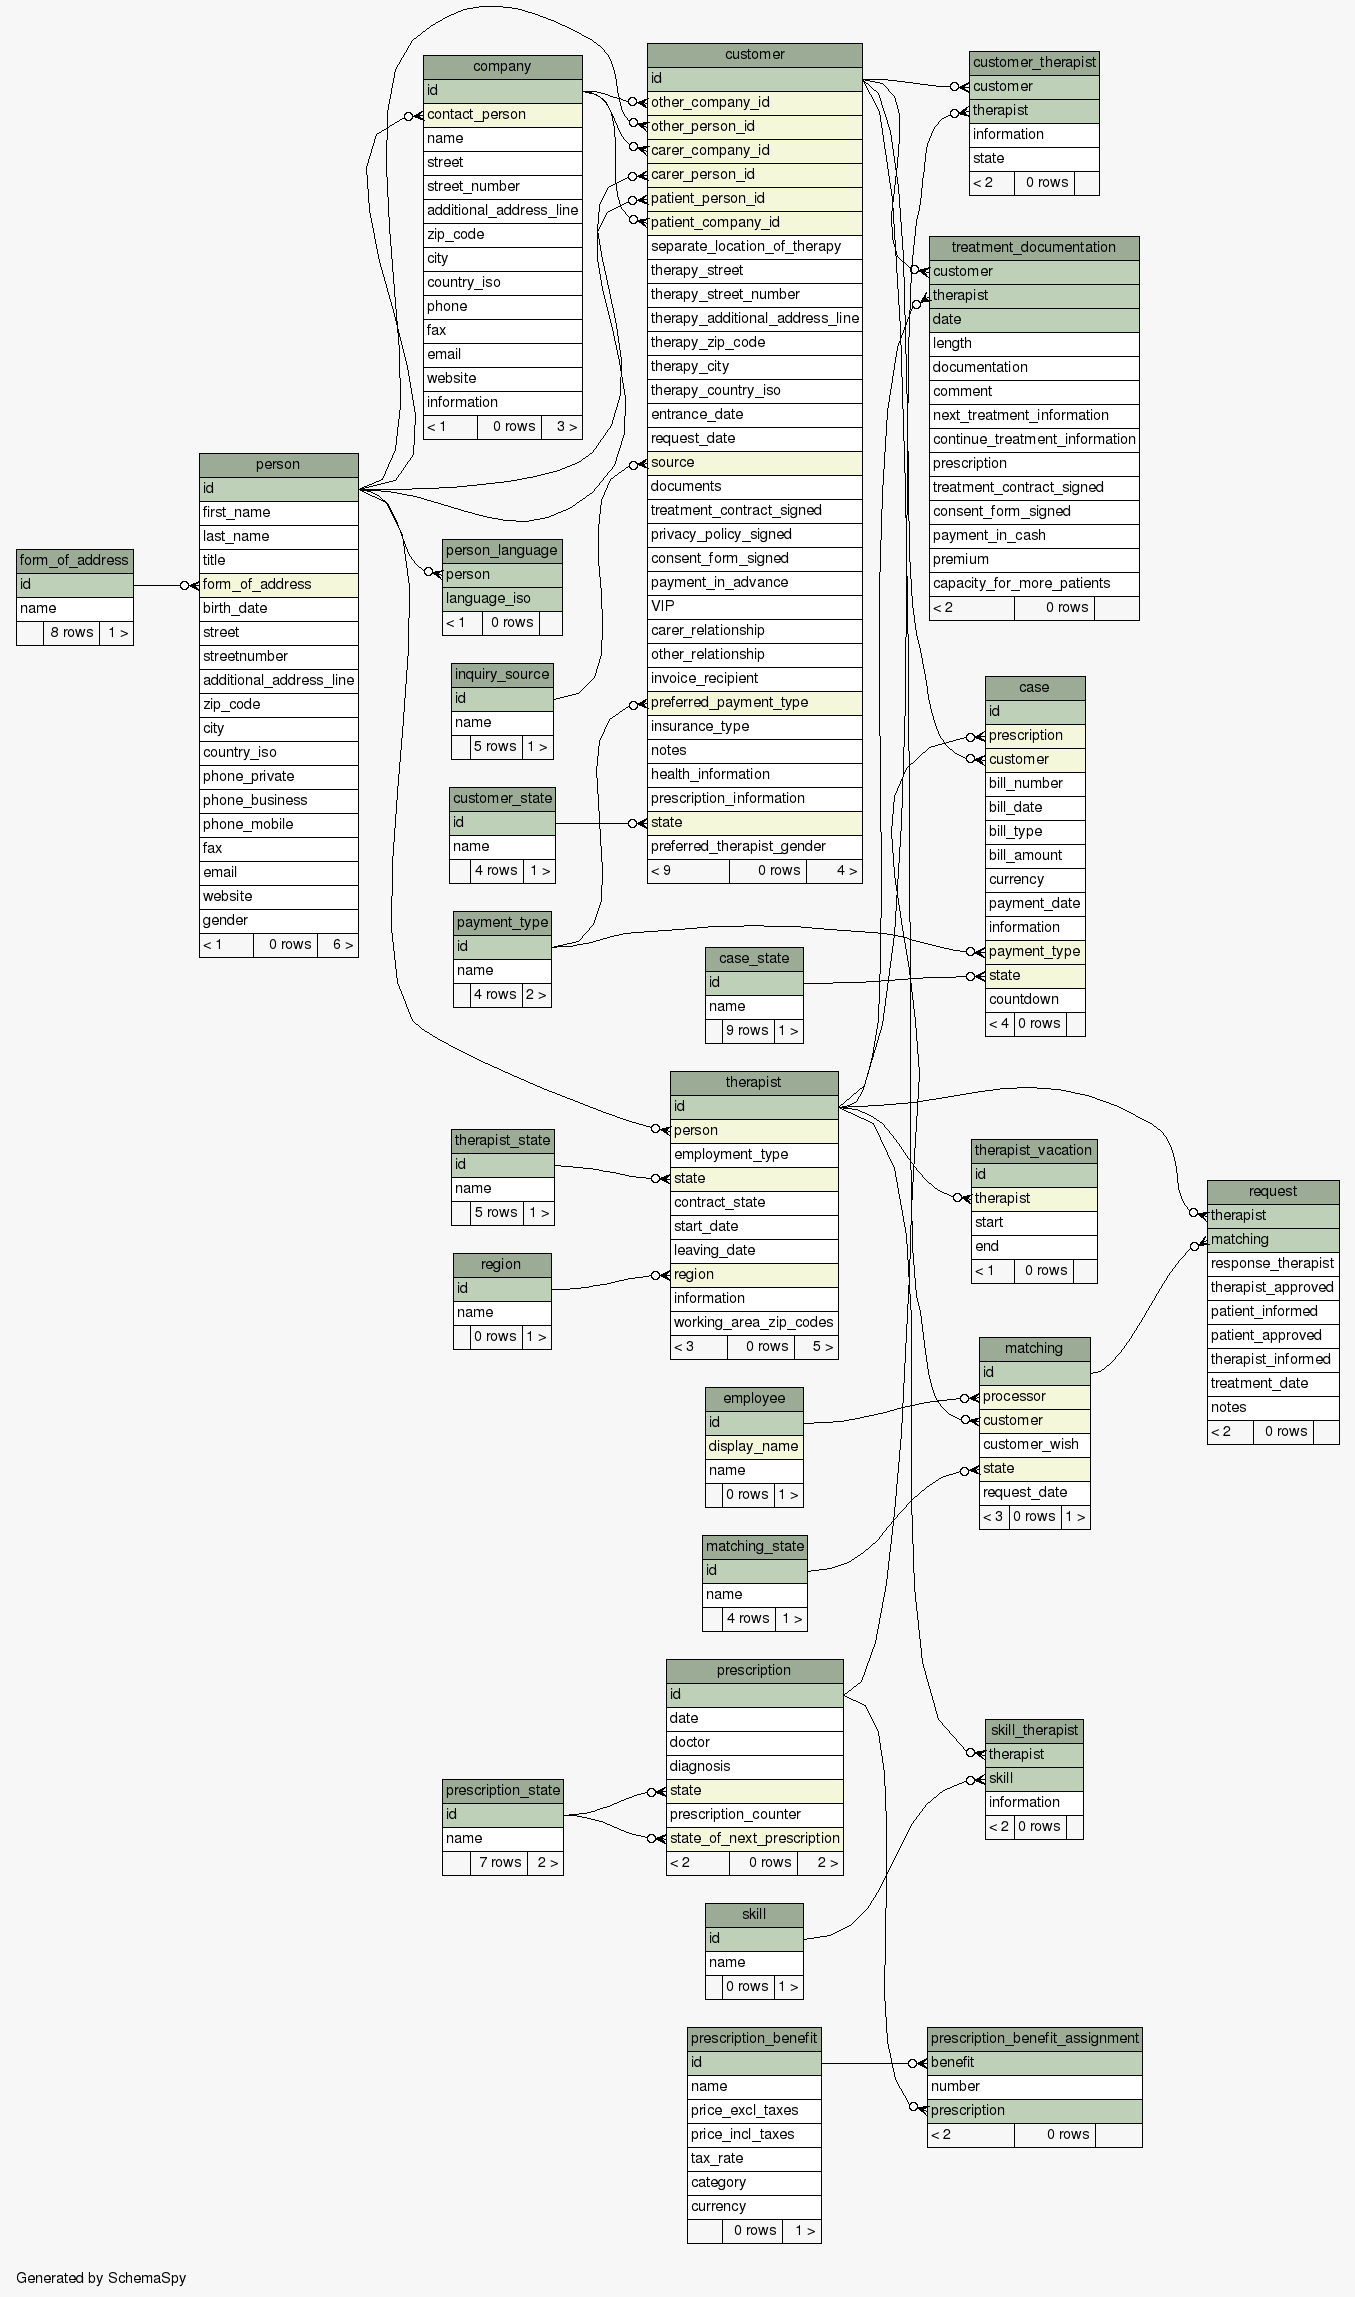 company
id
contact_person
name
street
street_number
additional_address_line
zip_code
city
country_iso
phone
fax
email
website
information
< 1 0 rows 3 >
customer
id
other_company_id
other_person_id
carer_company_id
carer_person_id
patient_person_id
patient_company_id
separate_location_of_therapy
therapy_street
therapy_street_number
therapy_additional_address_line
therapy_zip_code
therapy_city
therapy_country_iso
entrance_date
request_date
source
documents
treatment_contract_signed
privacy_policy_signed
consent_form_signed
payment_in_advance
VIP
carer_relationship
other_relationship
invoice_recipient
preferred_payment_type
insurance_type
notes
health_information
prescription_information
state
preferred_therapist_gender
< 9 0 rows 4 >
customer_therapist
customer
therapist
information
state
< 2 0 rows
treatment_documentation
customer
therapist
date
length
documentation
comment
next_treatment_information
continue_treatment_information
prescription
treatment_contract_signed
consent_form_signed
payment_in_cash
premium
capacity_for_more_patients
< 2 0 rows
person
id
first_name
last_name
title
form_of_address
birth_date
street
streetnumber
additional_address_line
zip_code
city
country_iso
phone_private
phone_business
phone_mobile
fax
email
website
gender
< 1 0 rows 6 >
form_of_address
id
name
8 rows 1 >
person_language
person
language_iso
< 1 0 rows
inquiry_source
id
name
5 rows 1 >
customer_state
id
name
4 rows 1 >
payment_type
id
name
4 rows 2 >
case
id
prescription
customer
bill_number
bill_date
bill_type
bill_amount
currency
payment_date
information
payment_type
state
countdown
< 4 0 rows
case_state
id
name
9 rows 1 >
therapist
id
person
employment_type
state
contract_state
start_date
leaving_date
region
information
working_area_zip_codes
< 3 0 rows 5 >
therapist_state
id
name
5 rows 1 >
region
id
name
0 rows 1 >
therapist_vacation
id
therapist
start
end
< 1 0 rows
request
therapist
matching
response_therapist
therapist_approved
patient_informed
patient_approved
therapist_informed
treatment_date
notes
< 2 0 rows
matching
id
processor
customer
customer_wish
state
request_date
< 3 0 rows 1 >
employee
id
display_name
name
0 rows 1 >
matching_state
id
name
4 rows 1 >
prescription
id
date
doctor
diagnosis
state
prescription_counter
state_of_next_prescription
< 2 0 rows 2 >
prescription_state
id
name
7 rows 2 >
skill_therapist
therapist
skill
information
< 2 0 rows
skill
id
name
0 rows 1 >
prescription_benefit
id
name
price_excl_taxes
price_incl_taxes
tax_rate
category
currency
0 rows 1 >
prescription_benefit_assignment
benefit
number
prescription
< 2 0 rows
Generated by SchemaSpy